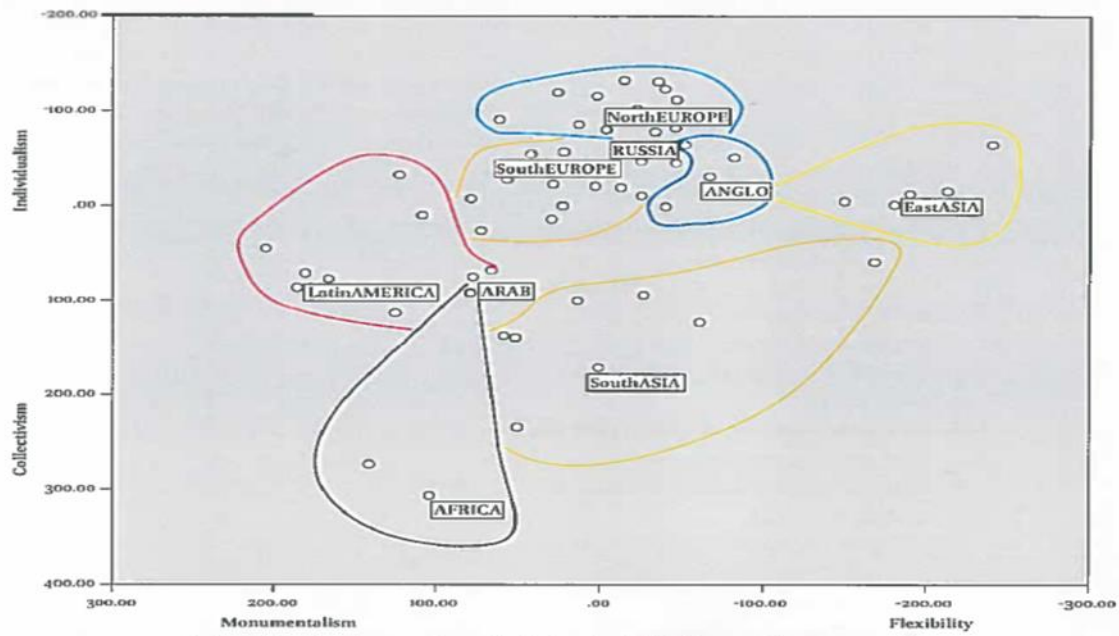 -200.00
-100.00
.00
100.00
200.00
300.00
400.00
Individualism
Collectivism
NorthEUROPE
RUSSIA
SouthEUROPE
ANGLO
EastASIA
LatinAMERICA
ARAB
SouthASIA
AFRICA
300.00
200.00
100.00
.00
-100.00
-200.00
-300.00
Monumentalism
Flexibility